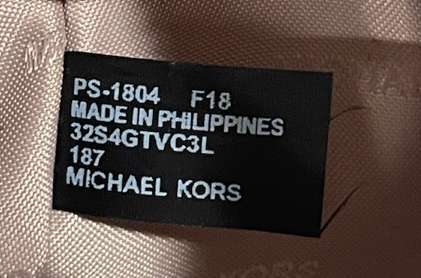 PS-1804 F18
MADE IN PHILIPPINES
32S4GTVC3L
187
MICHAEL KORS